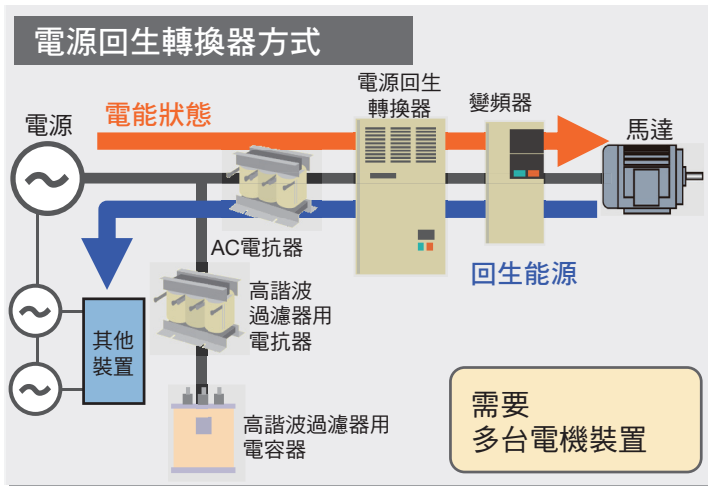 電源回生轉換器方式
電能狀態
電源
電源回生
轉換器
變頻器
馬達
AC電抗器
回生能源
高諧波
過濾器用
電抗器
其他
裝置
高諧波過濾器用
電容器
需要
多台電機裝置